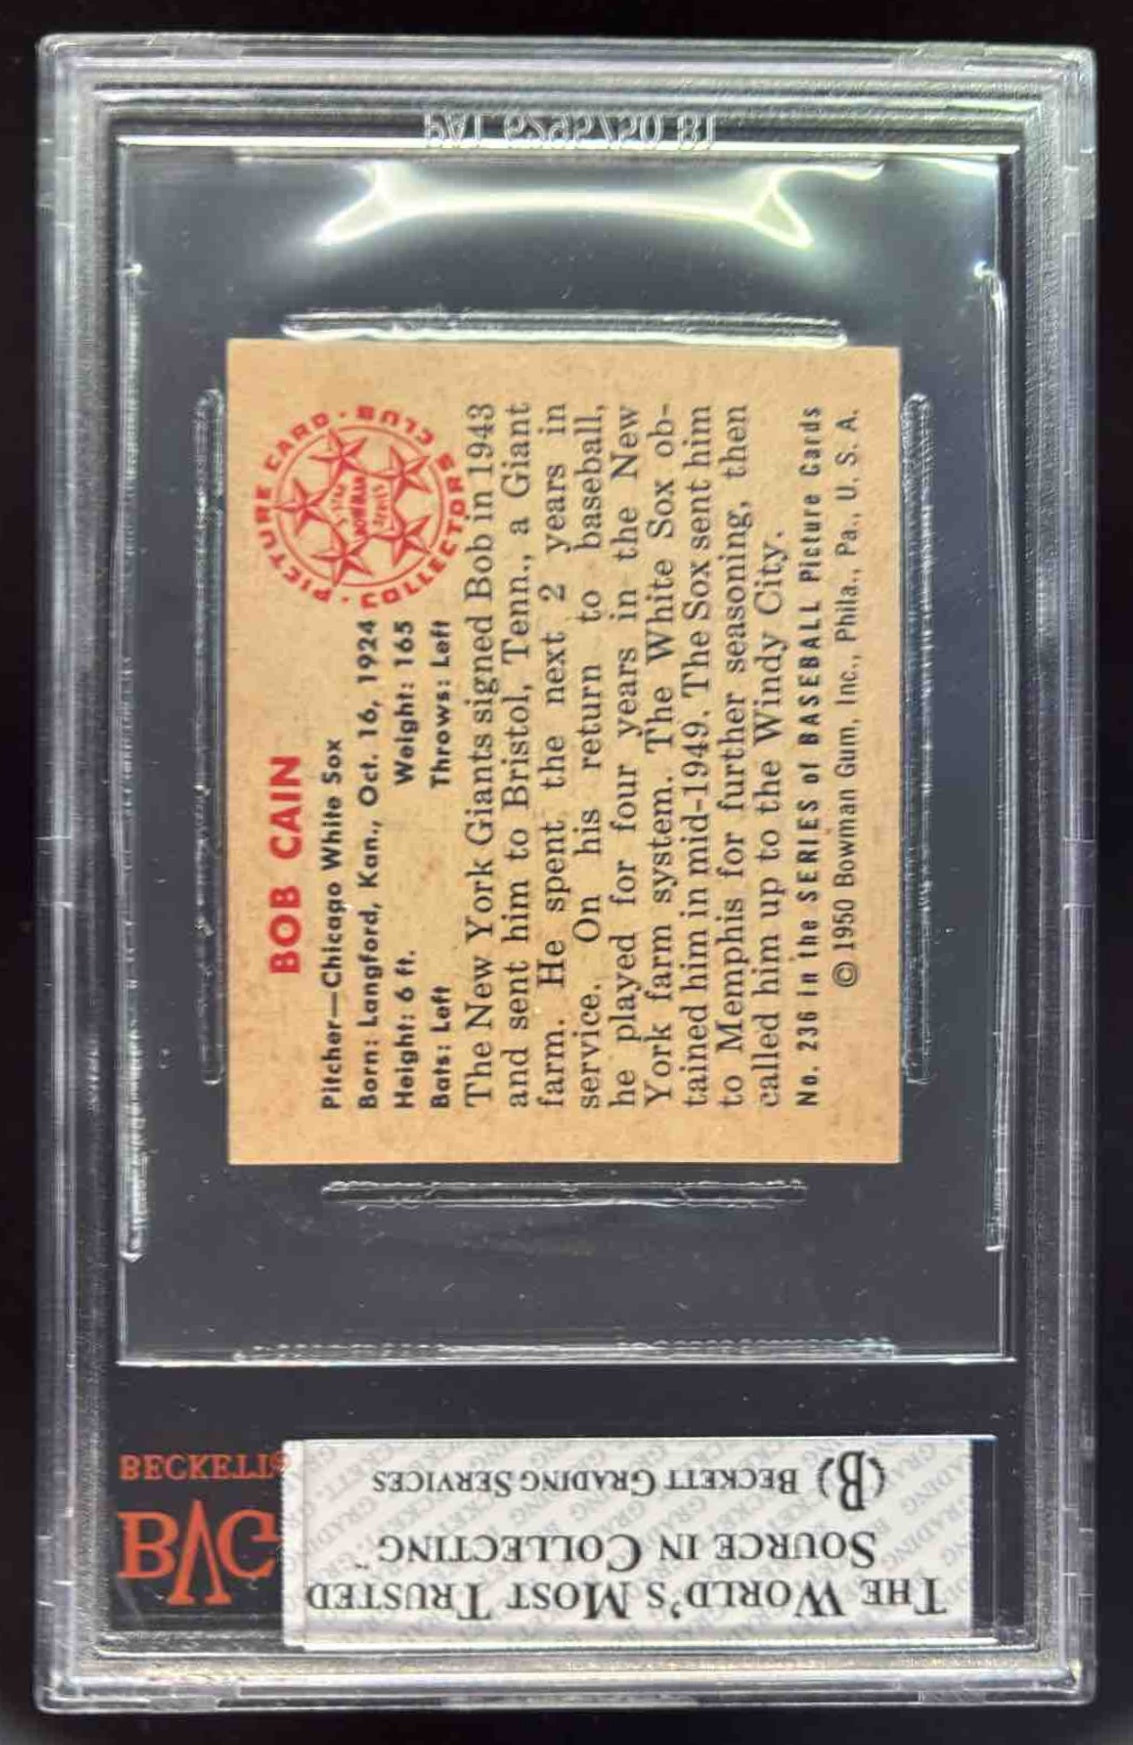 BOB CAIN
Pitcher—Chicago White Sox
Born: Langford, Kan., Oct. 16, 1924
Height: 6 ft. Weight: 165
Bats: Left Throws: Left
PICTURE CARD · COLLECTORS CLUB ·
5-STAR
BOWMAN
SERIES
The New York Giants signed Bob in 1943
and sent him to Bristol, Tenn., a Giant
farm. He spent the next 2 years in
service. On his return to baseball,
he played for four years in the New
York farm system. The White Sox ob-
tained him in mid-1949. The Sox sent him
to Memphis for further seasoning, then
called him up to the Windy City.
No. 236 in the SERIES of BASEBALL Picture Cards
© 1950 Bowman Gum, Inc., Phila., Pa., U. S. A.
THE WORLD'S MOST TRUSTED
SOURCE IN COLLECTING™
(B) BECKETT GRADING SERVICES
BECKETT®